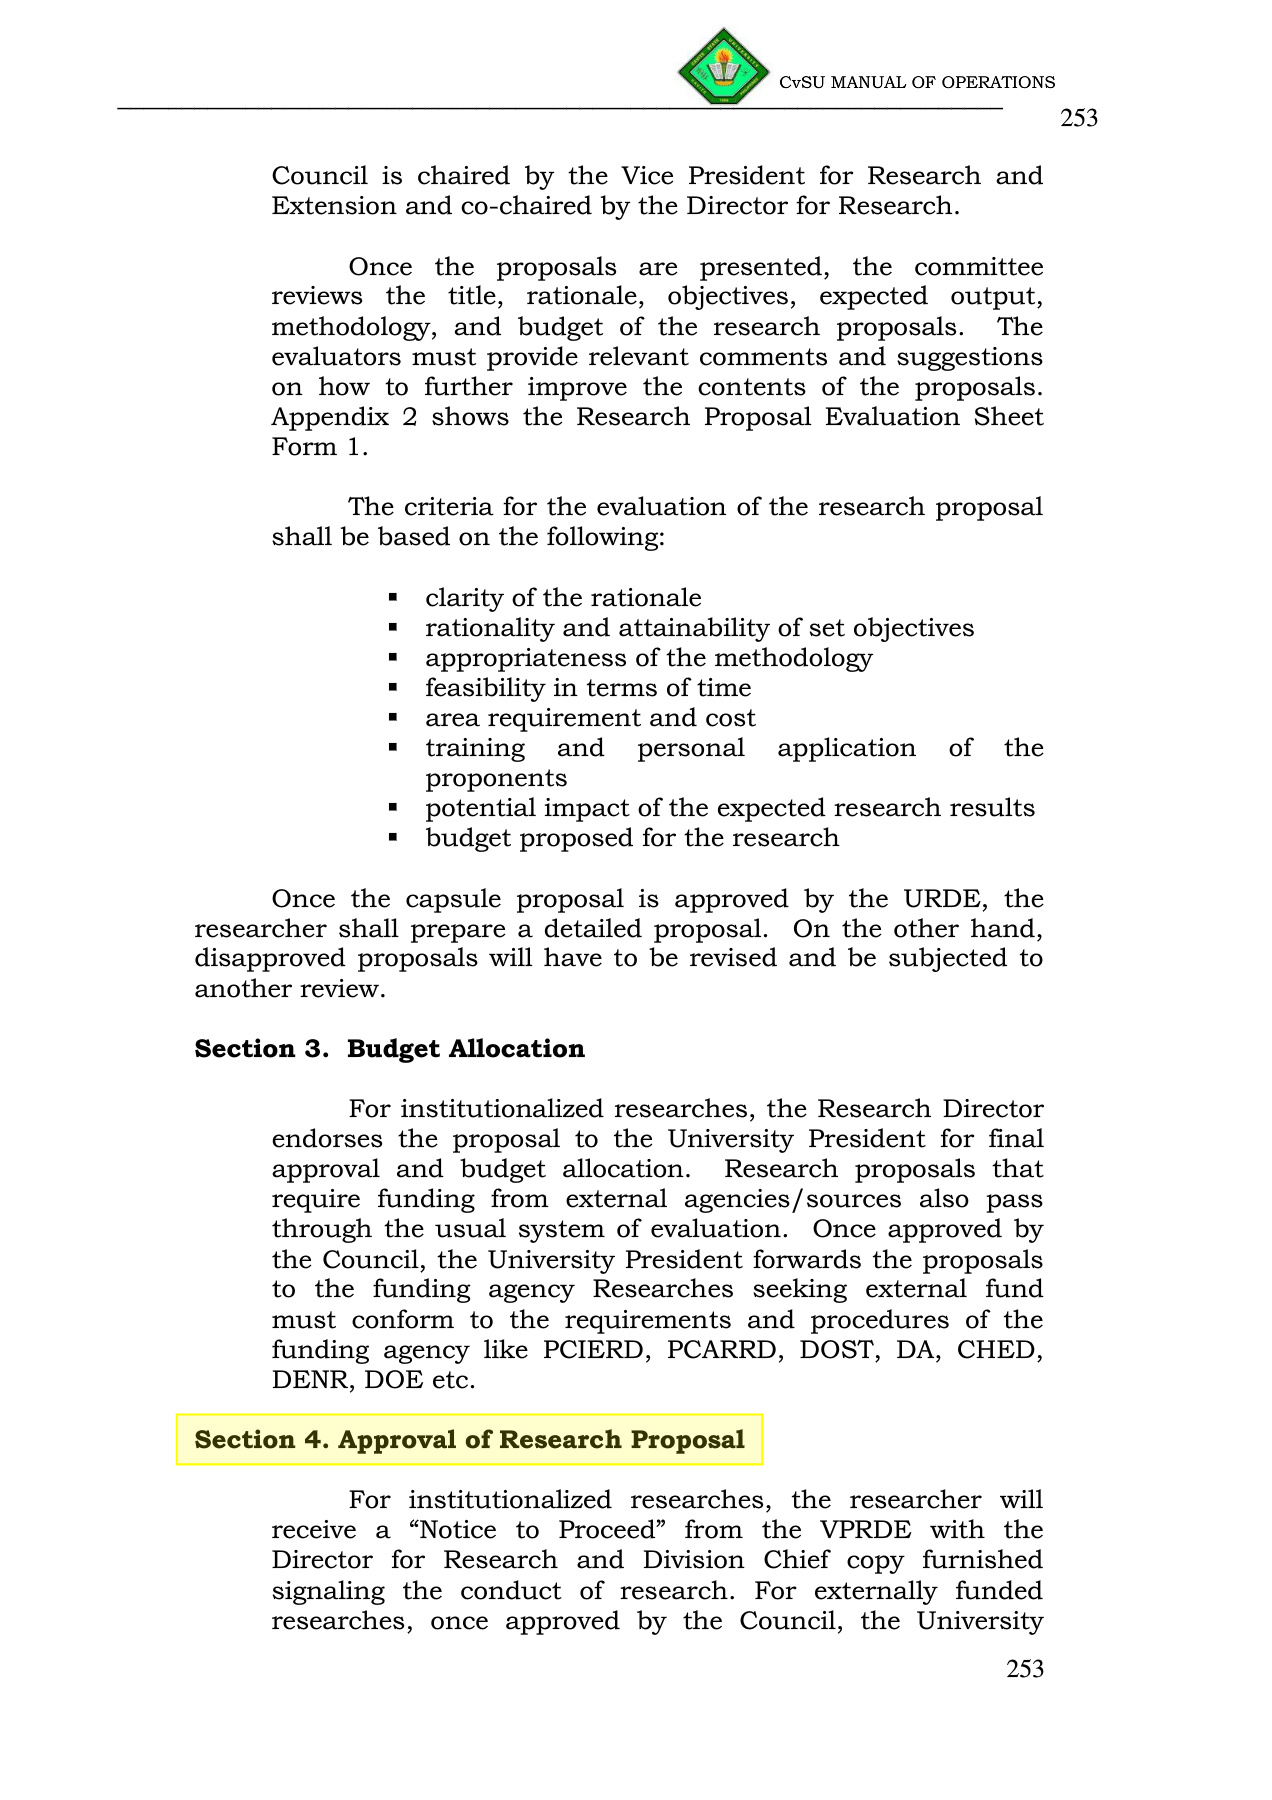 CvSU MANUAL OF OPERATIONS
253
Council is chaired by the Vice President for Research and
Extension and co-chaired by the Director for Research.
Once the proposals are presented, the committee
reviews the title, rationale, objectives, expected output,
methodology, and budget of the research proposals. The
evaluators must provide relevant comments and suggestions
on how to further improve the contents of the proposals.
Appendix 2 shows the Research Proposal Evaluation Sheet
Form 1.
The criteria for the evaluation of the research proposal
shall be based on the following:
▪ clarity of the rationale
▪ rationality and attainability of set objectives
▪ appropriateness of the methodology
▪ feasibility in terms of time
▪ area requirement and cost
▪ training and personal application of the
proponents
▪ potential impact of the expected research results
▪ budget proposed for the research
Once the capsule proposal is approved by the URDE, the
researcher shall prepare a detailed proposal. On the other hand,
disapproved proposals will have to be revised and be subjected to
another review.
Section 3. Budget Allocation
For institutionalized researches, the Research Director
endorses the proposal to the University President for final
approval and budget allocation. Research proposals that
require funding from external agencies/sources also pass
through the usual system of evaluation. Once approved by
the Council, the University President forwards the proposals
to the funding agency Researches seeking external fund
must conform to the requirements and procedures of the
funding agency like PCIERD, PCARRD, DOST, DA, CHED,
DENR, DOE etc.
Section 4. Approval of Research Proposal
For institutionalized researches, the researcher will
receive a “Notice to Proceed” from the VPRDE with the
Director for Research and Division Chief copy furnished
signaling the conduct of research. For externally funded
researches, once approved by the Council, the University
253